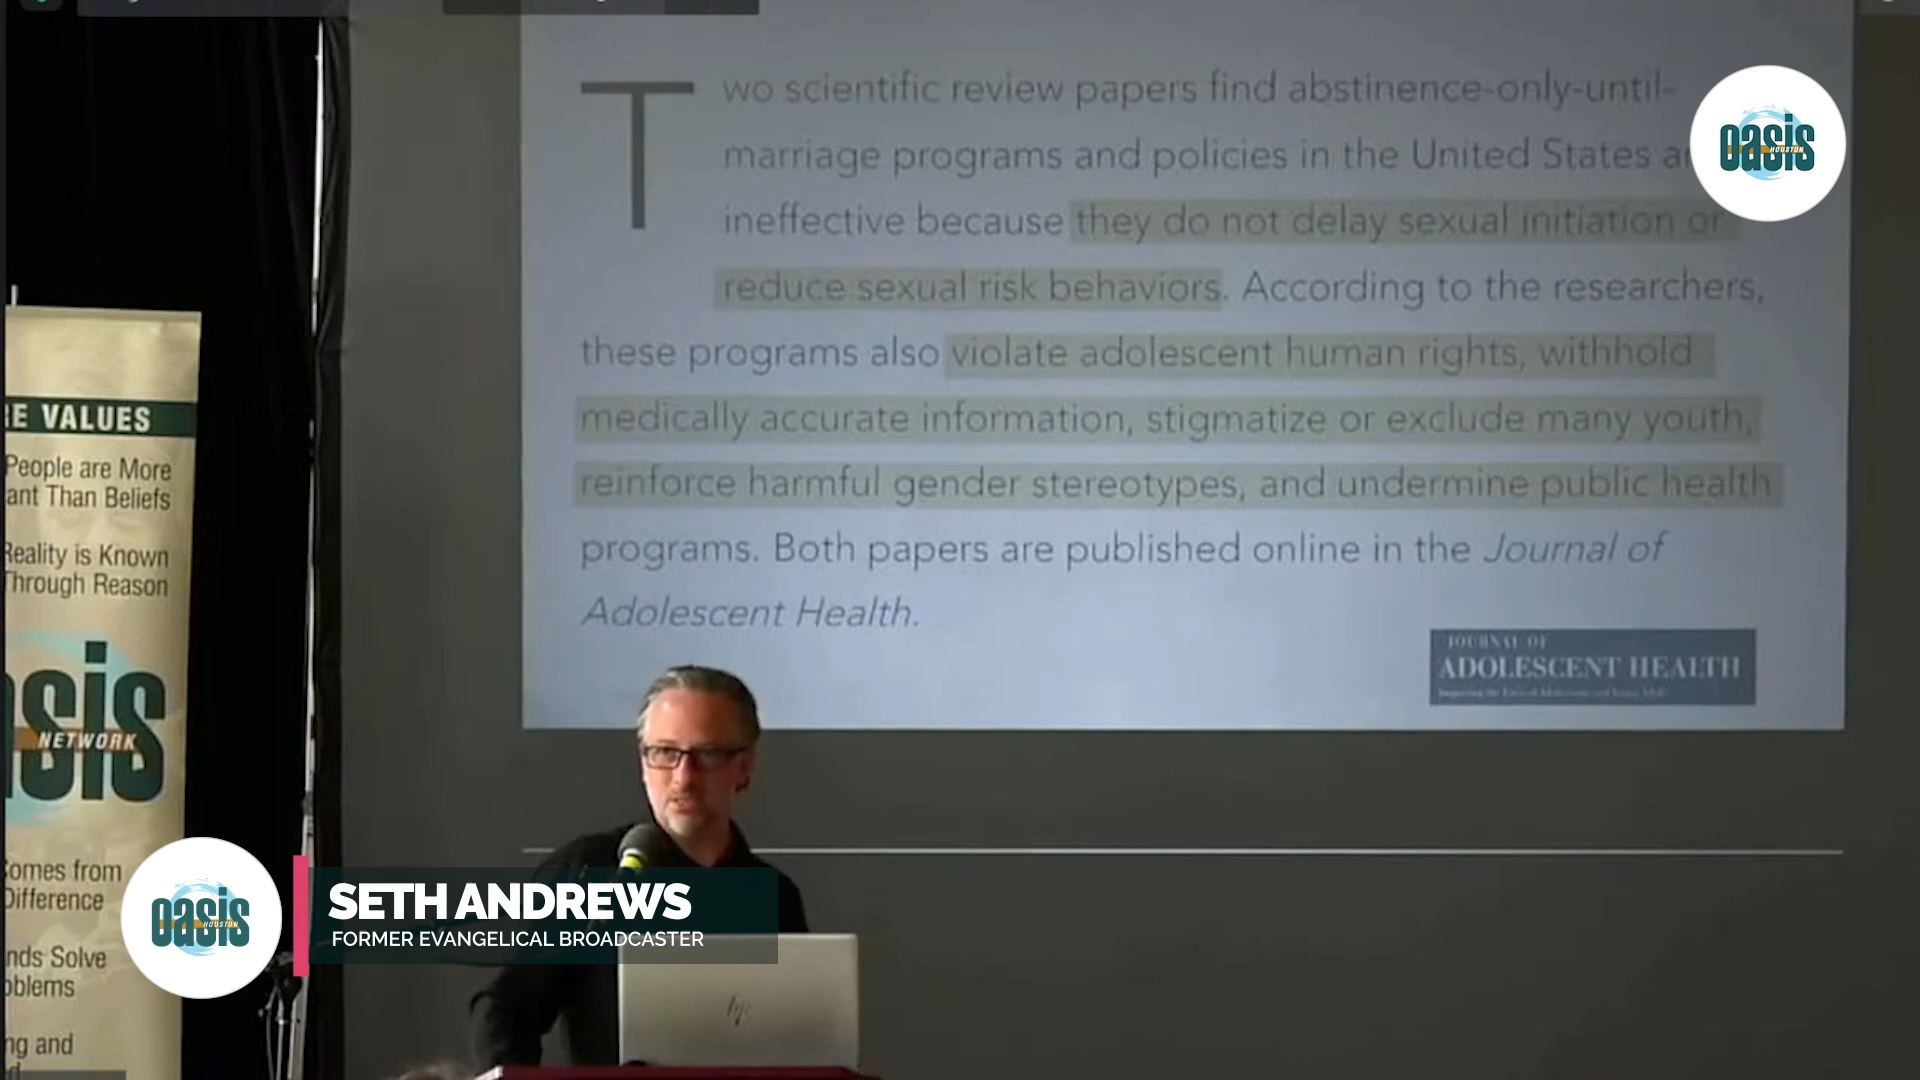 Two scientific review papers find abstinence-only-until-
marriage programs and policies in the United States
ineffective because they do not delay sexual initiation or
reduce sexual risk behaviors. According to the researchers,
these programs also violate adolescent human rights, withhold
medically accurate information, stigmatize or exclude many youth,
reinforce harmful gender stereotypes, and undermine public health
programs. Both papers are published online in the Journal of
Adolescent Health.
JOURNAL OF
ADOLESCENT HEALTH
oasis
HOUSTON
RE VALUES
People are More
ant Than Beliefs
Reality is Known
Through Reason
asis
NETWORK
omes from
Difference
nds Solve
oblems
ng and
oasis
HOUSTON
SETH ANDREWS
FORMER EVANGELICAL BROADCASTER
hp